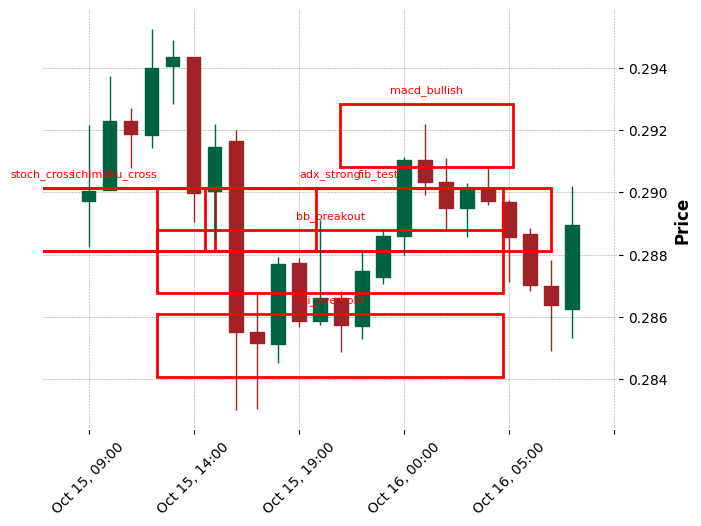 macd_bullish
stoch_cross
ichimoku_cross
adx_strong
fib_test
bb_breakout
0.294
0.292
0.290
0.288
0.286
0.284
Price
Oct 15, 09:00
Oct 15, 14:00
Oct 15, 19:00
Oct 16, 00:00
Oct 16, 05:00